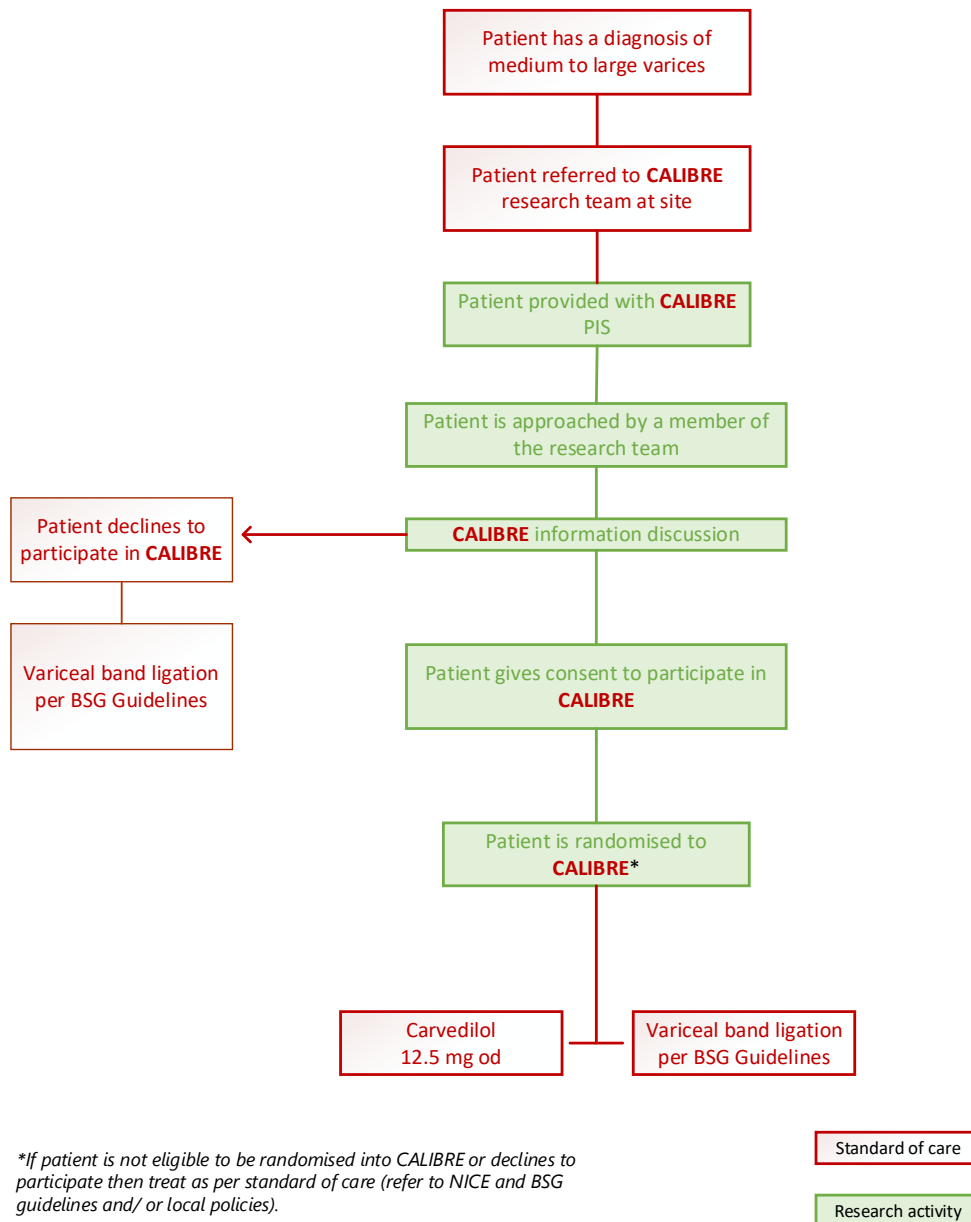 Patient has a diagnosis of
medium to large varices
Patient referred to CALIBRE
research team at site
Patient provided with CALIBRE
PIS
Patient is approached by a member of
the research team
CALIBRE information discussion
Patient declines to
participate in CALIBRE
Variceal band ligation
per BSG Guidelines
Patient gives consent to participate in
CALIBRE
Patient is randomised to
CALIBRE*
Carvedilol
12.5 mg od
Variceal band ligation
per BSG Guidelines
*If patient is not eligible to be randomised into CALIBRE or declines to
participate then treat as per standard of care (refer to NICE and BSG
guidelines and/ or local policies).
Standard of care
Research activity